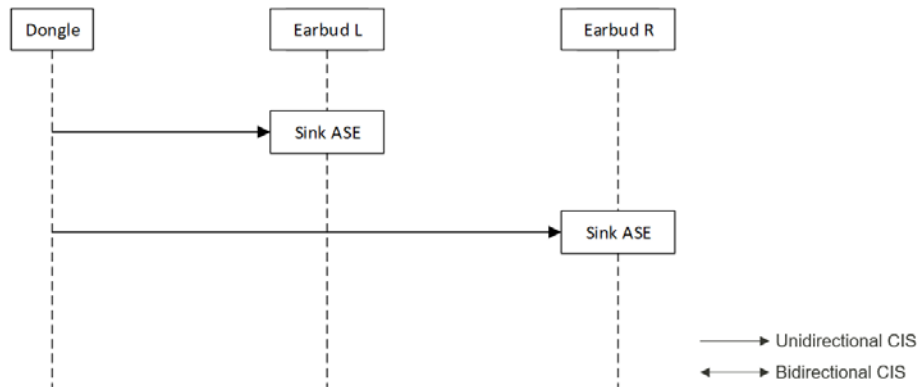 Dongle
Earbud L
Earbud R
Sink ASE
Sink ASE
Unidirectional CIS
Bidirectional CIS